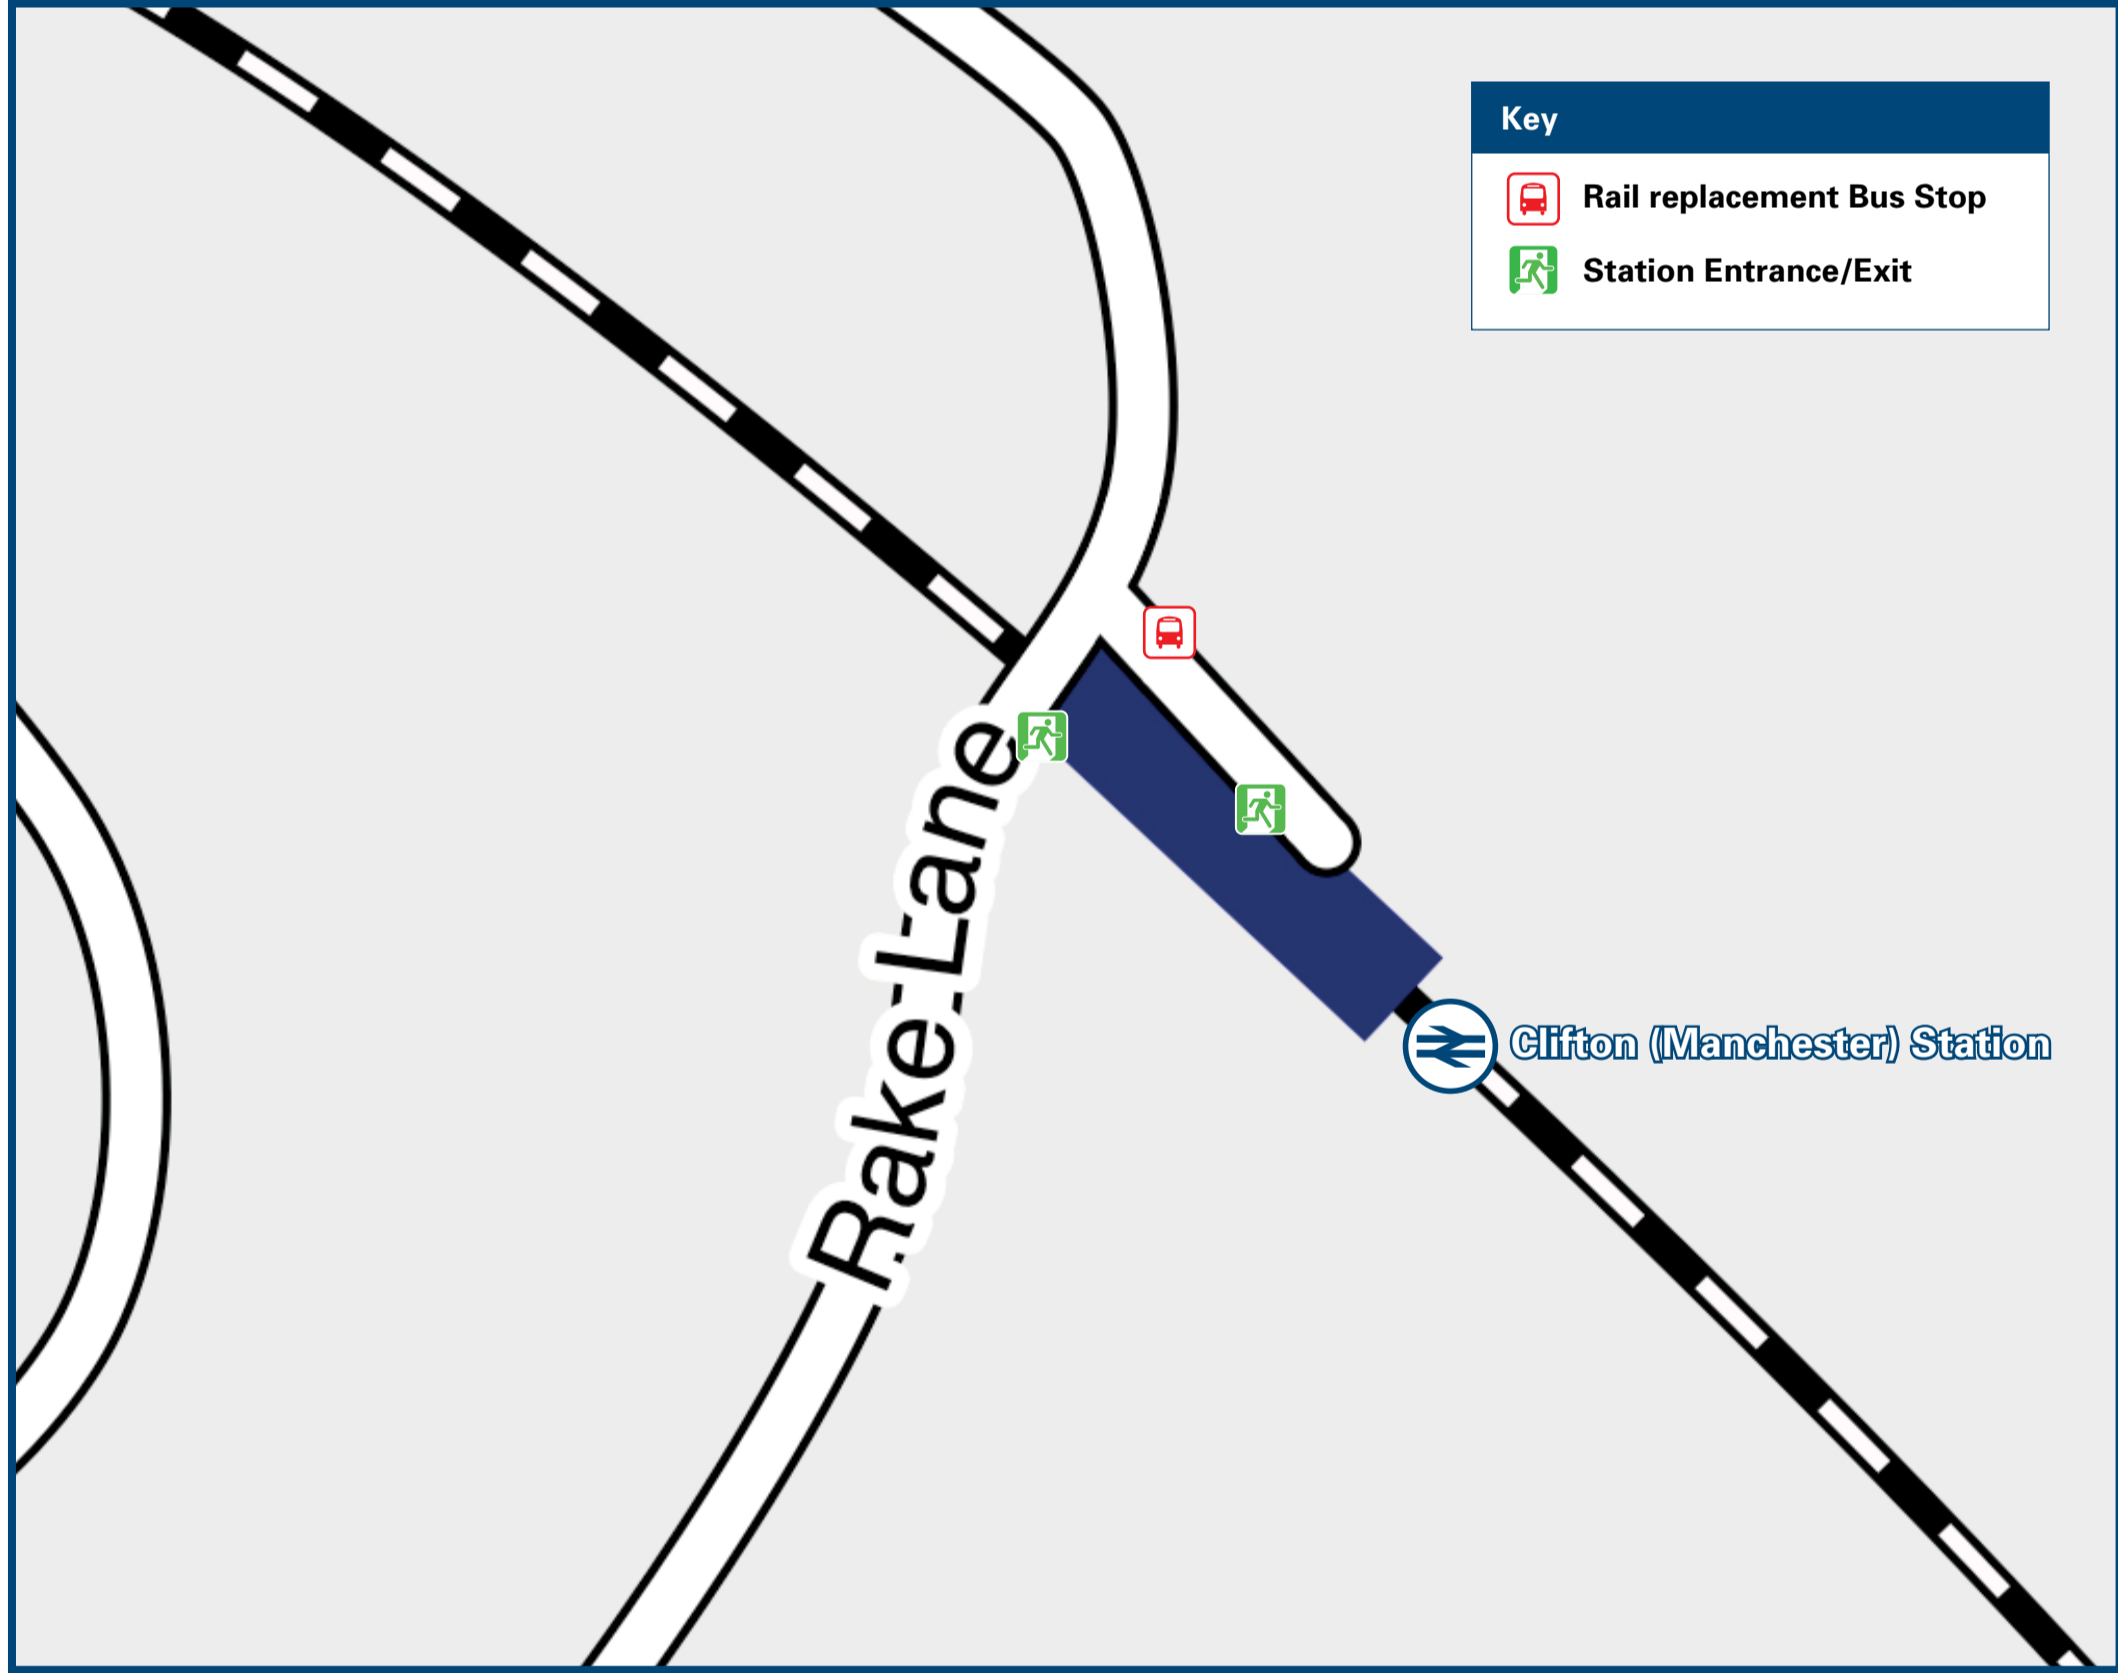 Key
Rail replacement Bus Stop
Station Entrance/Exit
Rake Lane
Clifton (Manchester) Station